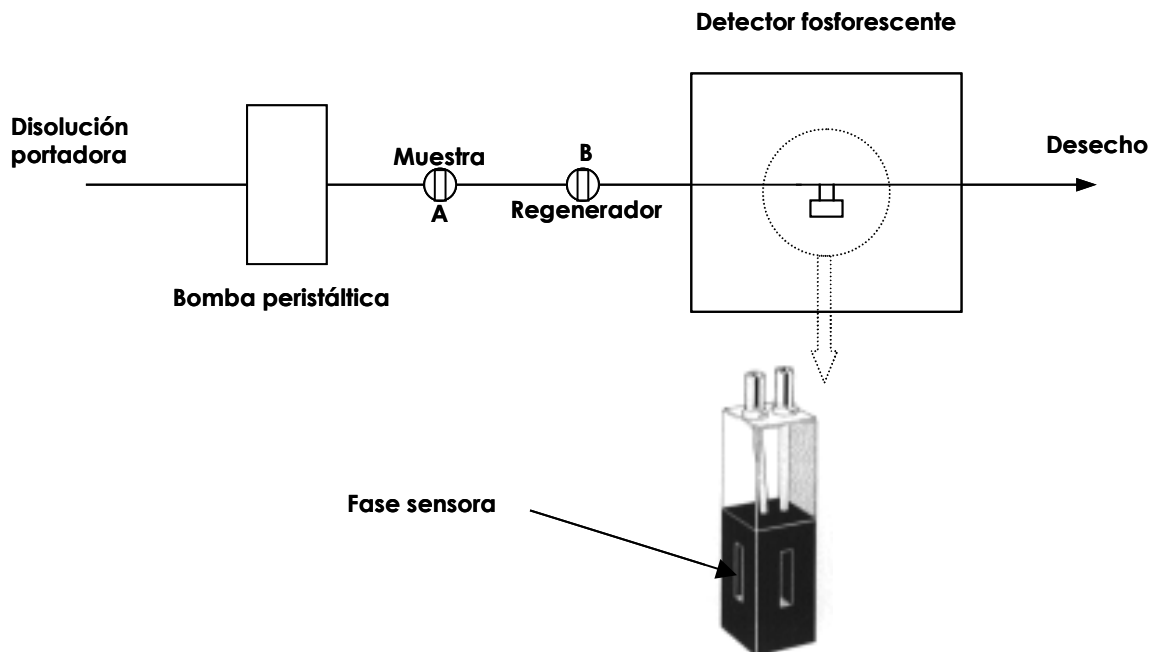 Detector fosforescente
Disolución
portadora
Muestra
A
B
Regenerador
Desecho
Bomba peristáltica
Fase sensora